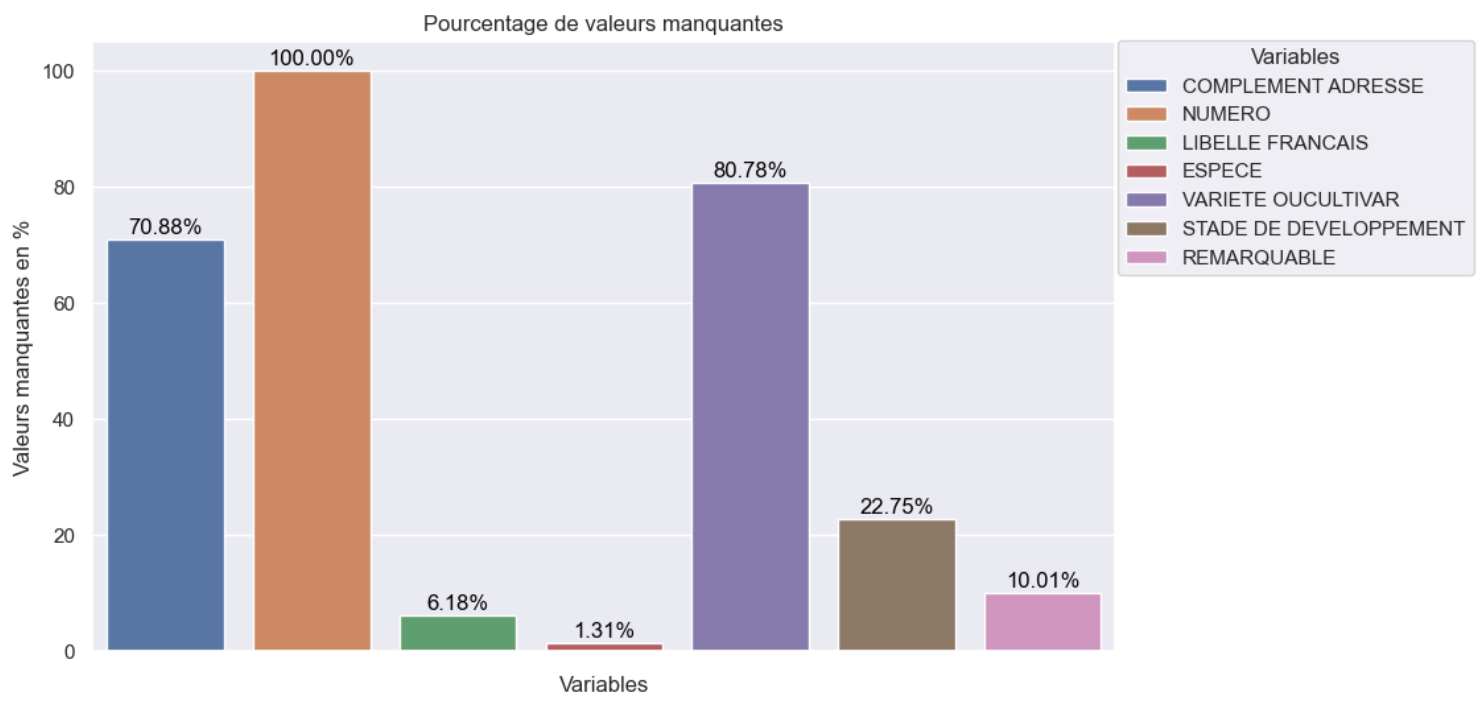 Pourcentage de valeurs manquantes
Valeurs manquantes en %
100
80
60
40
20
0
70.88%
100.00%
6.18%
1.31%
80.78%
22.75%
10.01%
Variables
Variables
COMPLEMENT ADRESSE
NUMERO
LIBELLE FRANCAIS
ESPECE
VARIETE OUCULTIVAR
STADE DE DEVELOPPEMENT
REMARQUABLE